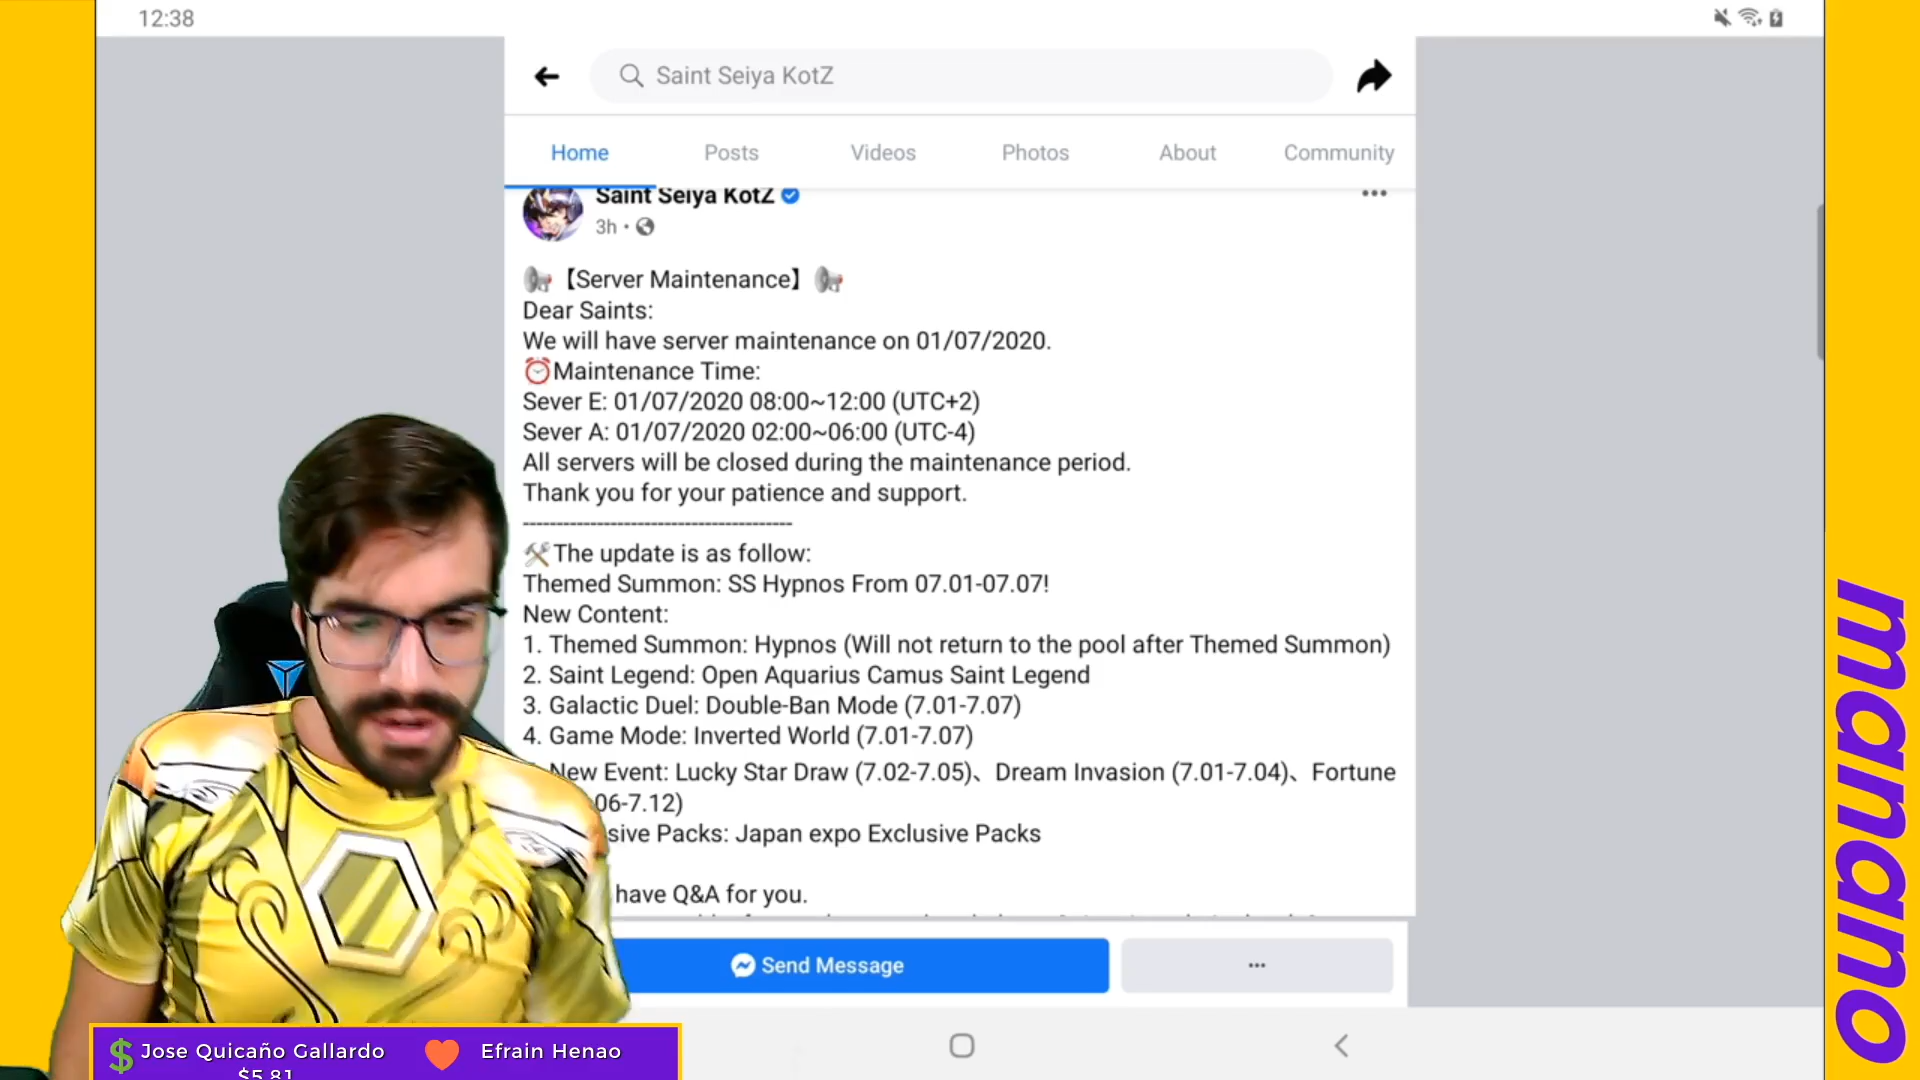 12:38
Saint Seiya KotZ
Home Posts Videos Photos About Community
Saint Seiya KotZ
3h
【Server Maintenance】
Dear Saints:
We will have server maintenance on 01/07/2020.
Maintenance Time:
Sever E: 01/07/2020 08:00~12:00 (UTC+2)
Sever A: 01/07/2020 02:00~06:00 (UTC-4)
All servers will be closed during the maintenance period.
Thank you for your patience and support.
----------------------------------------
The update is as follow:
Themed Summon: SS Hypnos From 07.01-07.07!
New Content:
1. Themed Summon: Hypnos (Will not return to the pool after Themed Summon)
2. Saint Legend: Open Aquarius Camus Saint Legend
3. Galactic Duel: Double-Ban Mode (7.01-7.07)
4. Game Mode: Inverted World (7.01-7.07)
New Event: Lucky Star Draw (7.02-7.05)、Dream Invasion (7.01-7.04)、Fortune
06-7.12)
sive Packs: Japan expo Exclusive Packs
have Q&A for you.
Send Message
manano
Jose Quicaño Gallardo
$5.81
Efrain Henao